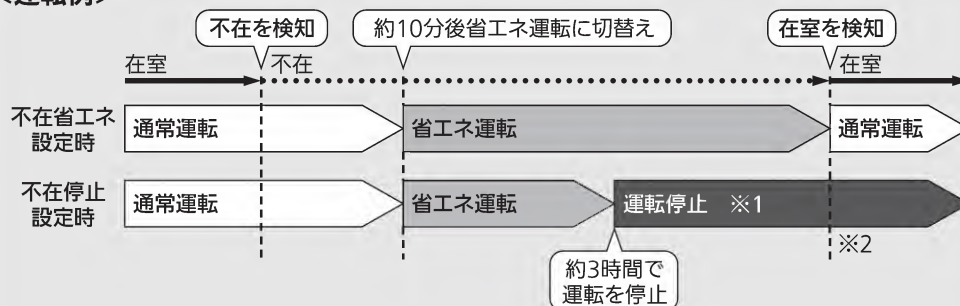 <運転例>
不在を検知
約10分後省エネ運転に切替え
在室を検知
在室
不在
在室
不在省エネ
設定時
通常運転
省エネ運転
通常運転
不在停止
設定時
通常運転
省エネ運転
運転停止 ※1
※2
約3時間で
運転を停止